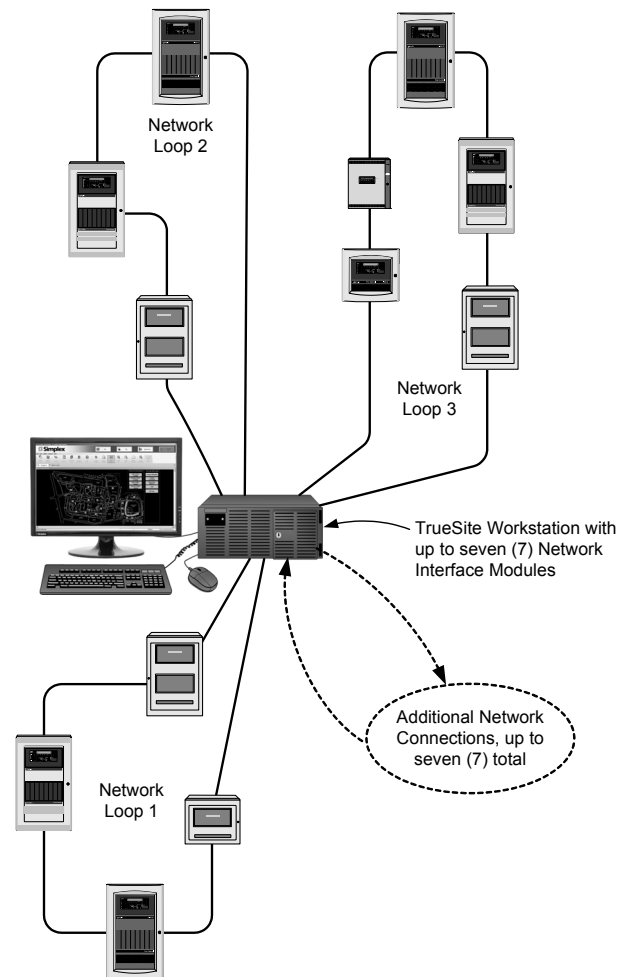 Network
Loop 2
Network
Loop 3
Simplex
TrueSite Workstation with
up to seven (7) Network
Interface Modules
Additional Network
Connections, up to
seven (7) total
Network
Loop 1